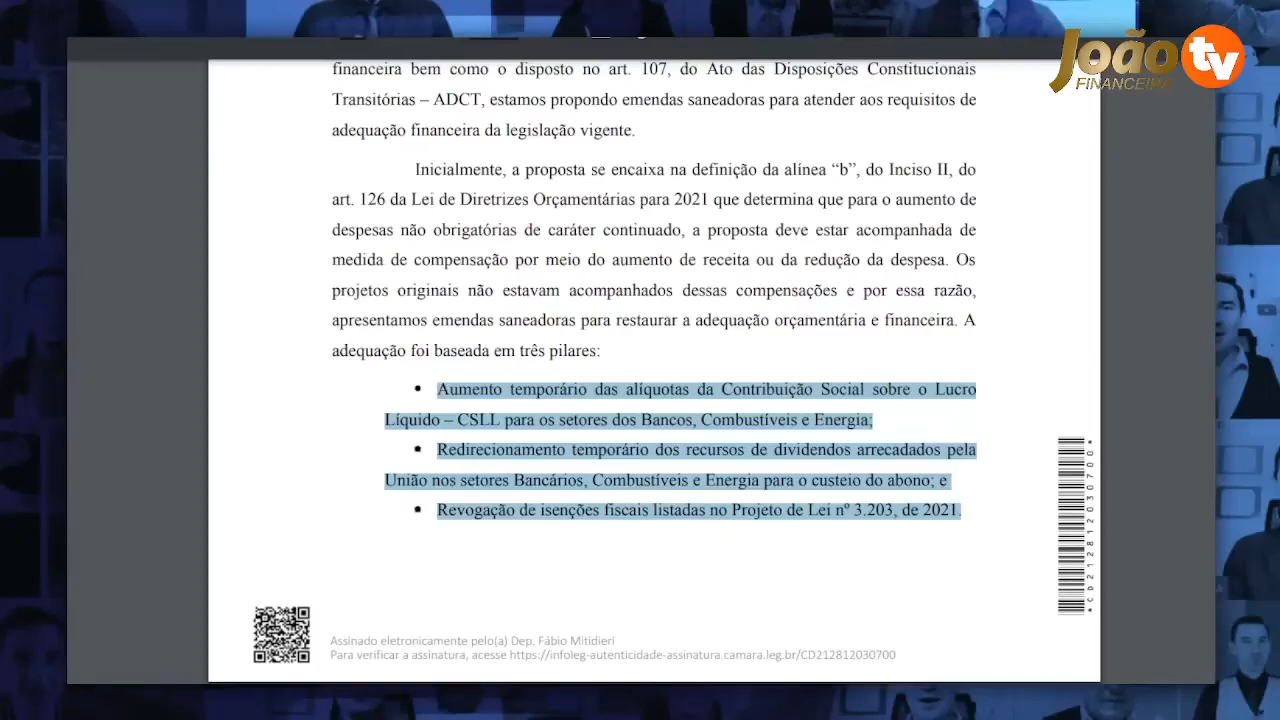 João tv
FINANCEIRA
financeira bem como o disposto no art. 107, do Ato das Disposições Constitucionais
Transitórias – ADCT, estamos propondo emendas saneadoras para atender aos requisitos de
adequação financeira da legislação vigente.
Inicialmente, a proposta se encaixa na definição da alínea “b”, do Inciso II, do
art. 126 da Lei de Diretrizes Orçamentárias para 2021 que determina que para o aumento de
despesas não obrigatórias de caráter continuado, a proposta deve estar acompanhada de
medida de compensação por meio do aumento de receita ou da redução da despesa. Os
projetos originais não estavam acompanhados dessas compensações e por essa razão,
apresentamos emendas saneadoras para restaurar a adequação orçamentária e financeira. A
adequação foi baseada em três pilares:
• Aumento temporário das alíquotas da Contribuição Social sobre o Lucro
Líquido – CSLL para os setores dos Bancos, Combustíveis e Energia;
• Redirecionamento temporário dos recursos de dividendos arrecadados pela
União nos setores Bancários, Combustíveis e Energia para o custeio do abono; e
• Revogação de isenções fiscais listadas no Projeto de Lei nº 3.203, de 2021.
*CD212812030700*
Assinado eletronicamente pelo(a) Dep. Fábio Mitidieri
Para verificar a assinatura, acesse https://infoleg-autenticidade-assinatura.camara.leg.br/CD212812030700